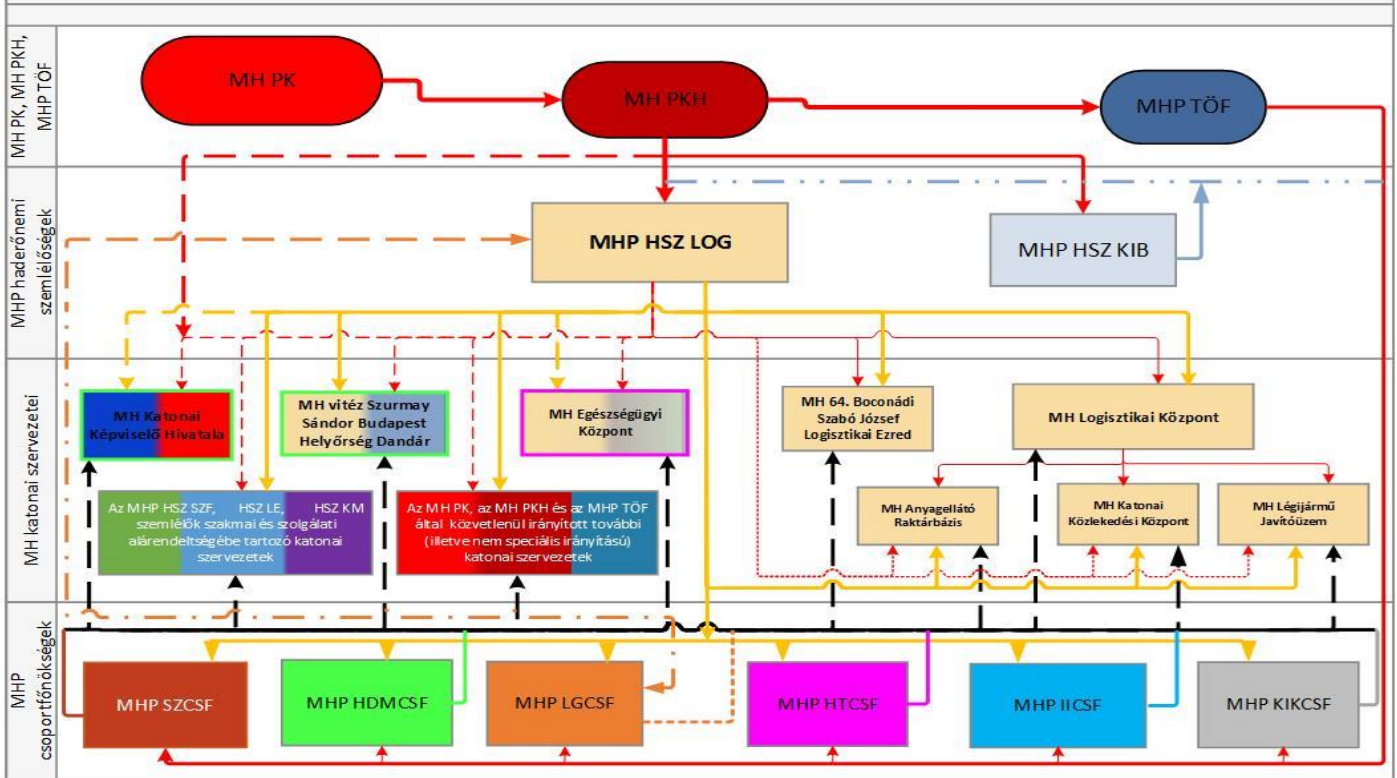 MH PK, MH PKH,
MHP TÖF
MH PK
MH PKH
MHP TÖF
MHP haderőnemi
szemlélőségek
MHP HSZ LOG
MHP HSZ KIB
MH katonai szervezetei
MH Katonai
Képviselő Hivatala
MH vitéz Szurmay
Sándor Budapest
Helyőrség Dandár
MH Egészségügyi
Központ
MH 64. Boconádi
Szabó József
Logisztikai Ezred
MH Logisztikai Központ
Az MHP HSZ SZF, HSZ LE, HSZ KM
szemlélők szakmai és szolgálati
alárendeltségébe tartozó katonai
szervezetek
Az MH PK, az MH PKH és az MHP TÖF
által közvetlenül irányított további
(illetve nem speciális irányítású)
katonai szervezetek
MH Anyagellátó
Raktárbázis
MH Katonai
Közlekedési Központ
MH Légijármű
Javítóüzem
MHP
csoportfőnökségek
MHP SZCSF
MHP HDMCSF
MHP LGCSF
MHP HTCSF
MHP IICSF
MHP KIKCSF